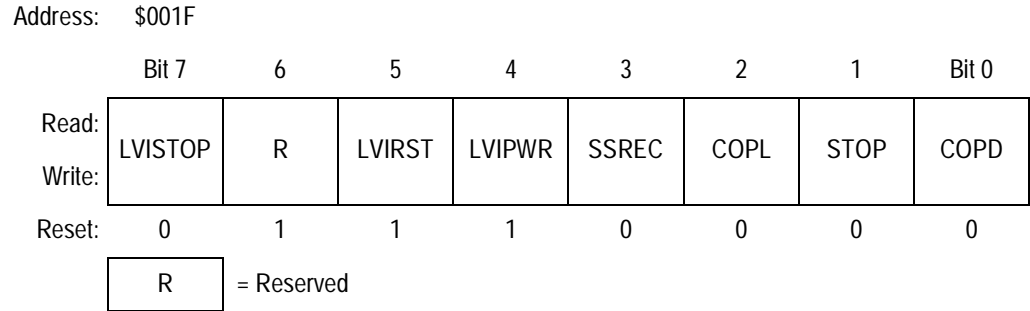 Address: $001F
Bit 7 6 5 4 3 2 1 Bit 0
Read:
LVISTOP R LVIRST LVIPWR SSREC COPL STOP COPD
Write:
Reset: 0 1 1 1 0 0 0 0
R = Reserved